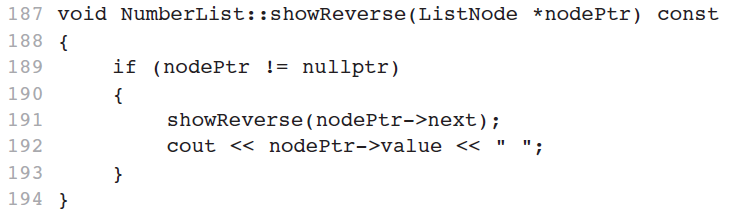 187 void NumberList::showReverse(ListNode *nodePtr) const
188 {
189     if (nodePtr != nullptr)
190     {
191         showReverse(nodePtr->next);
192         cout << nodePtr->value << " ";
193     }
194 }